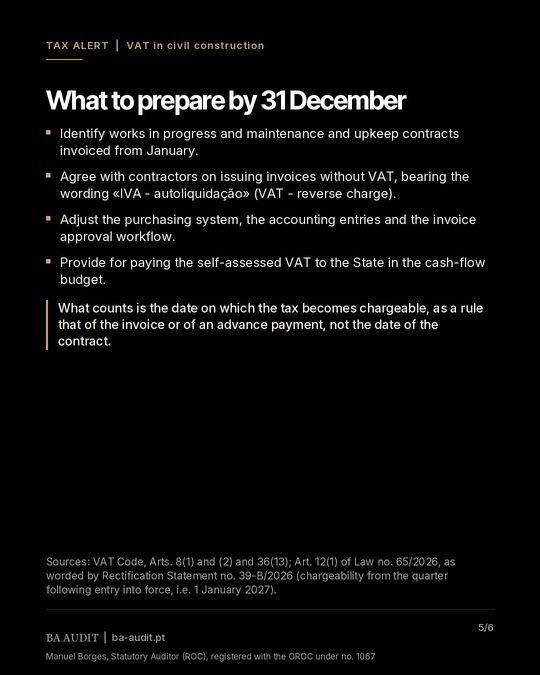 TAX ALERT | VAT in civil construction
What to prepare by 31 December
Identify works in progress and maintenance and upkeep contracts
invoiced from January.
Agree with contractors on issuing invoices without VAT, bearing the
wording «IVA - autoliquidação» (VAT - reverse charge).
Adjust the purchasing system, the accounting entries and the invoice
approval workflow.
Provide for paying the self-assessed VAT to the State in the cash-flow
budget.
What counts is the date on which the tax becomes chargeable, as a rule
that of the invoice or of an advance payment, not the date of the
contract.
Sources: VAT Code, Arts. 8(1) and (2) and 36(13); Art. 12(1) of Law no. 65/2026, as
worded by Rectification Statement no. 39-B/2026 (chargeability from the quarter
following entry into force, i.e. 1 January 2027).
5/6
BA AUDIT | ba-audit.pt
Manuel Borges, Statutory Auditor (ROC), registered with the OROC under no. 1067